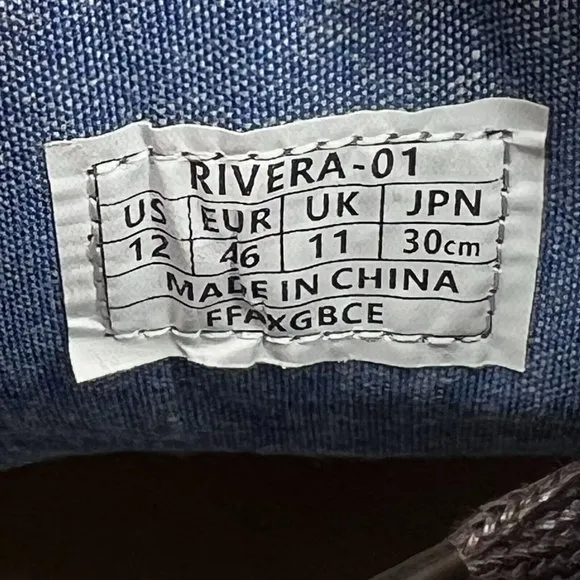 RIVERA-01
US EUR UK JPN
12 46 11 30cm
MADE IN CHINA
FFAXGBCE